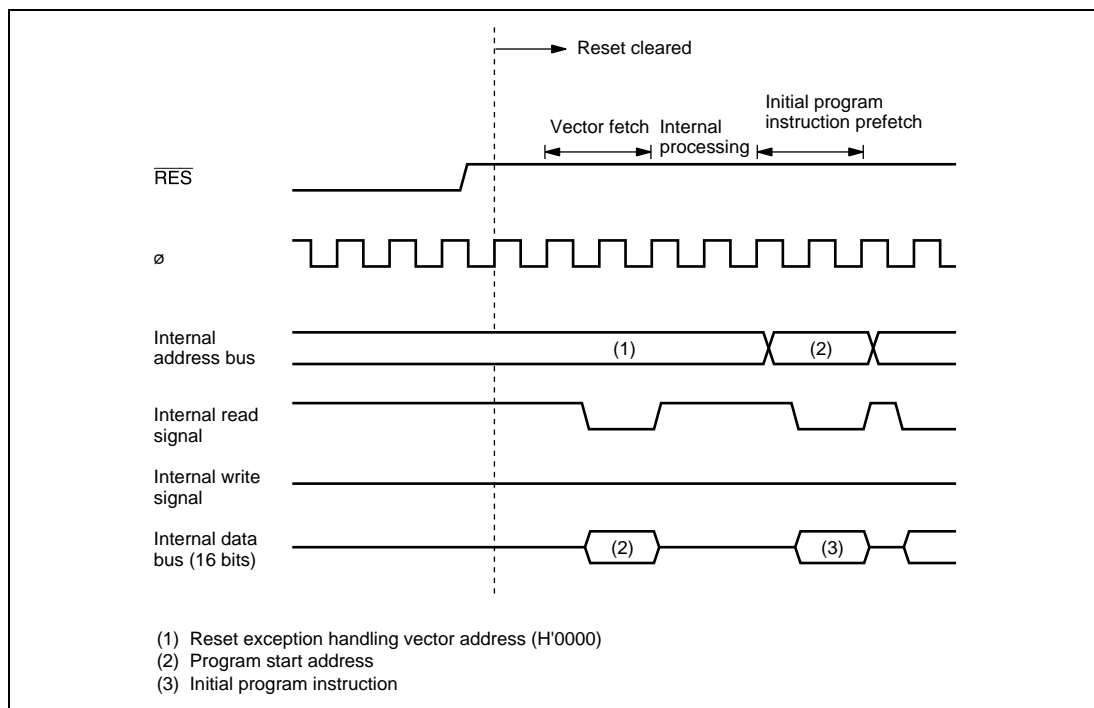 Reset cleared
Vector fetch
Internal
processing
Initial program
instruction prefetch
RES
ø
Internal
address bus
(1)
(2)
Internal read
signal
Internal write
signal
Internal data
bus (16 bits)
(2)
(3)
(1) Reset exception handling vector address (H'0000)
(2) Program start address
(3) Initial program instruction